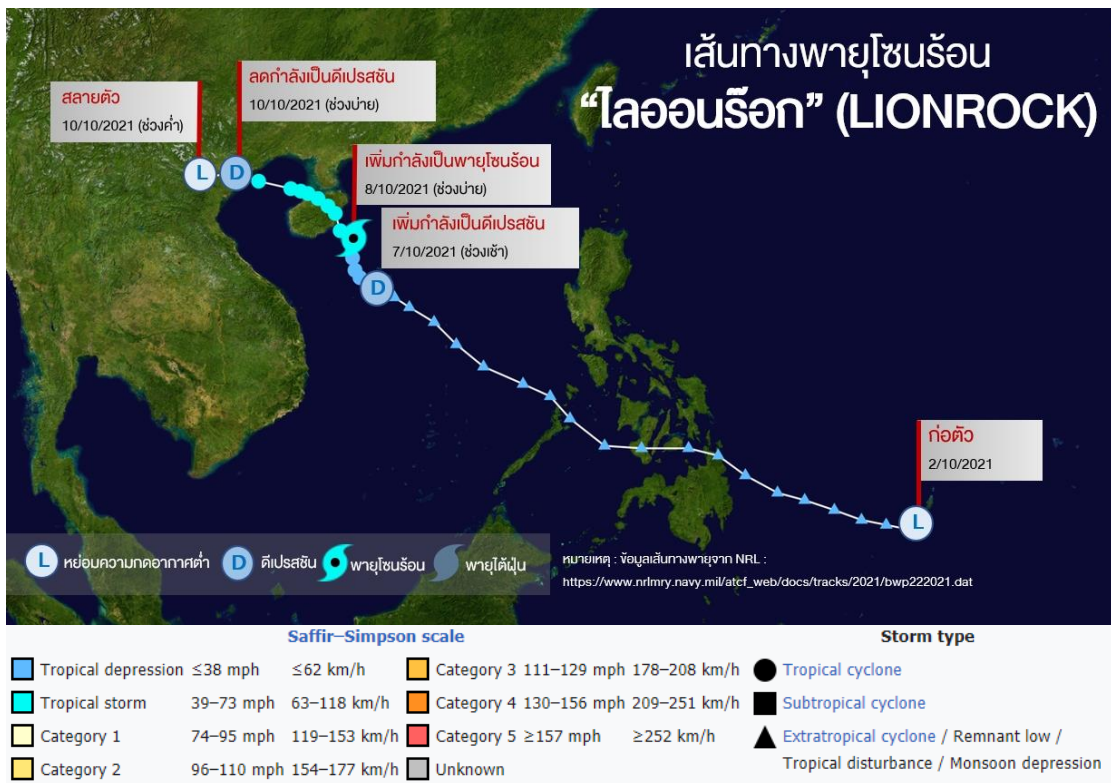 เส้นทางพายุโซนร้อน
“ไลออนร็อก” (LIONROCK)
ลดกำลังเป็นดีเปรสชัน
10/10/2021 (ช่วงบ่าย)
สลายตัว
10/10/2021 (ช่วงค่ำ)
L
D
เพิ่มกำลังเป็นพายุโซนร้อน
8/10/2021 (ช่วงบ่าย)
เพิ่มกำลังเป็นดีเปรสชัน
7/10/2021 (ช่วงเช้า)
D
ก่อตัว
2/10/2021
L
L หย่อมความกดอากาศต่ำ D ดีเปรสชัน พายุโซนร้อน พายุไต้ฝุ่น
หมายเหตุ : ข้อมูลเส้นทางพายุจาก NRL :
https://www.nrlmry.navy.mil/atcf_web/docs/tracks/2021/bwp222021.dat
Saffir–Simpson scale
Tropical depression ≤38 mph ≤62 km/h
Tropical storm 39–73 mph 63–118 km/h
Category 1 74–95 mph 119–153 km/h
Category 2 96–110 mph 154–177 km/h
Category 3 111–129 mph 178–208 km/h
Category 4 130–156 mph 209–251 km/h
Category 5 ≥157 mph ≥252 km/h
Unknown
Storm type
Tropical cyclone
Subtropical cyclone
Extratropical cyclone / Remnant low /
Tropical disturbance / Monsoon depression